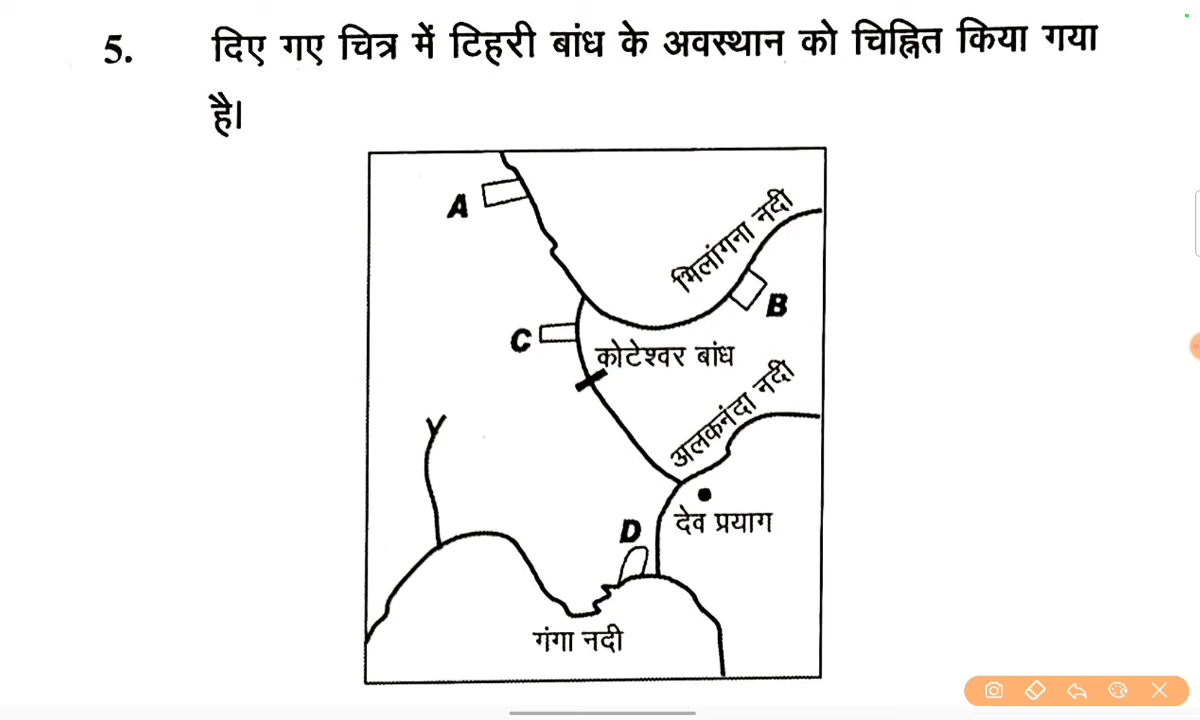 5. दिए गए चित्र में टिहरी बांध के अवस्थान को चिह्नित किया गया
है।
A
भिलांगना नदी
B
C
कोटेश्वर बांध
अलकनंदा नदी
देव प्रयाग
D
गंगा नदी